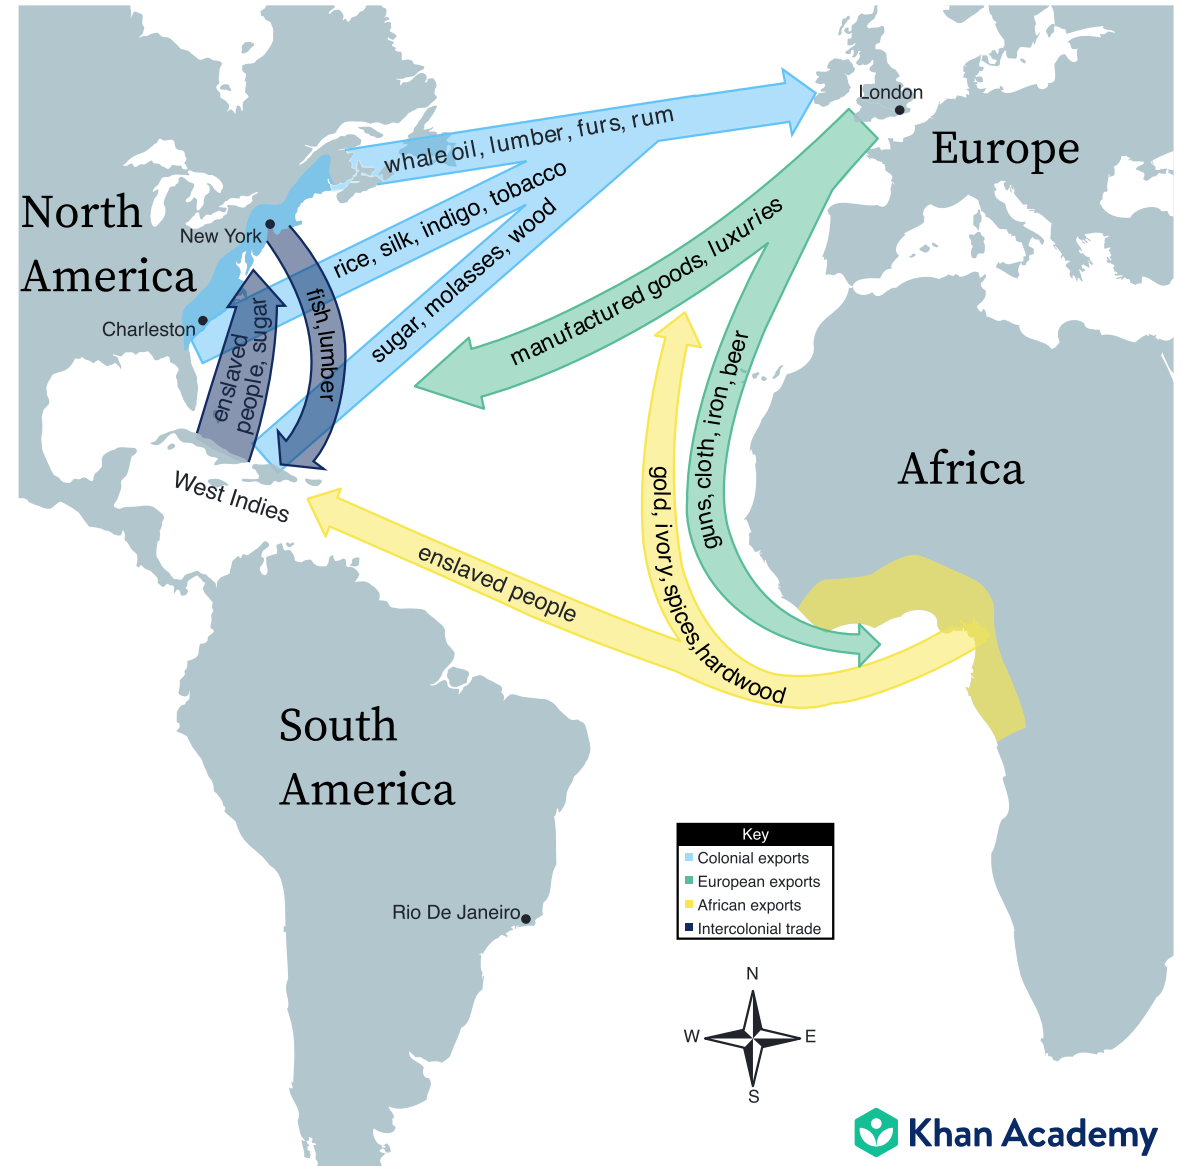 London
Europe
whale oil, lumber, furs, rum
North
America
New York
rice, silk, indigo, tobacco
sugar, molasses, wood
manufactured goods, luxuries
Charleston
enslaved
people, sugar
fish, lumber
guns, cloth, iron, beer
Africa
West Indies
gold, ivory, spices, hardwood
enslaved people
South
America
Rio De Janeiro
Key
Colonial exports
European exports
African exports
Intercolonial trade
N
W
E
S
Khan Academy